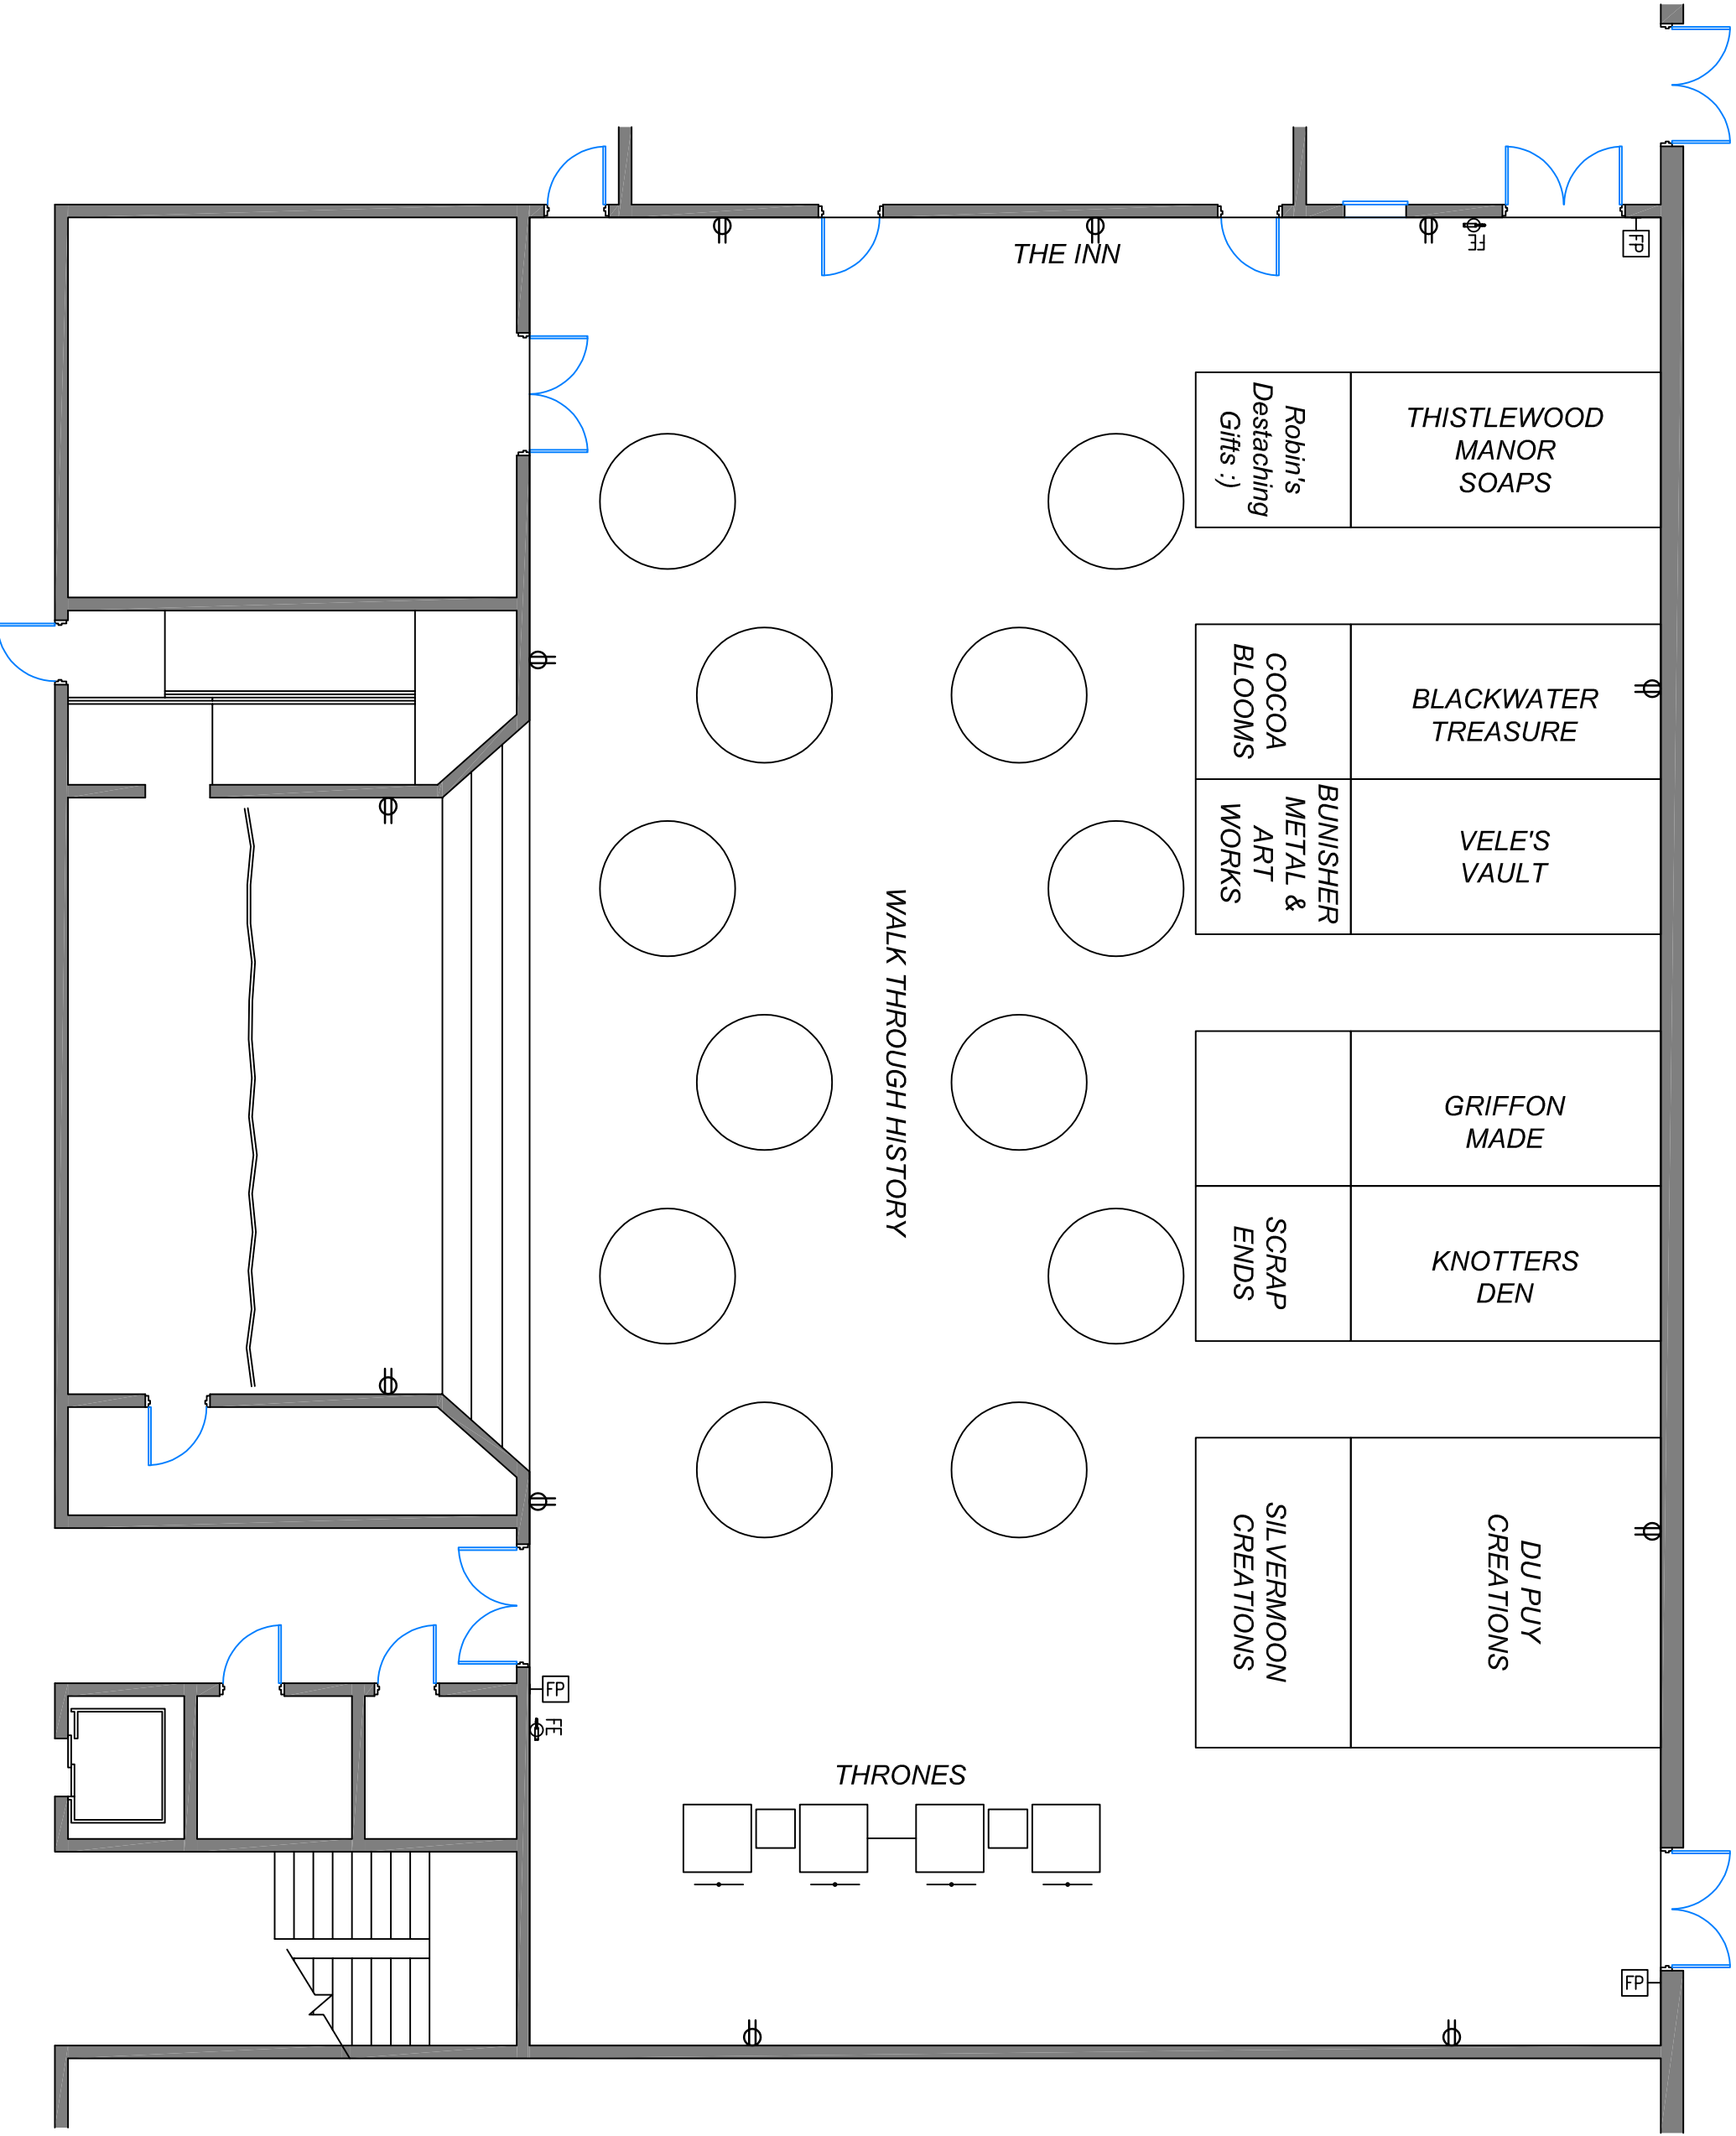 FE
FP
THE INN
Robin's
Destaching
Gifts :)
THISTLEWOOD
MANOR
SOAPS
COCOA
BLOOMS
BLACKWATER
TREASURE
BUNISHER
METAL &
ART
WORKS
VELE'S
VAULT
WALK THROUGH HISTORY
GRIFFON
MADE
SCRAP
ENDS
KNOTTERS
DEN
SILVERMOON
CREATIONS
DU PUY
CREATIONS
FP
FE
THRONES
FP